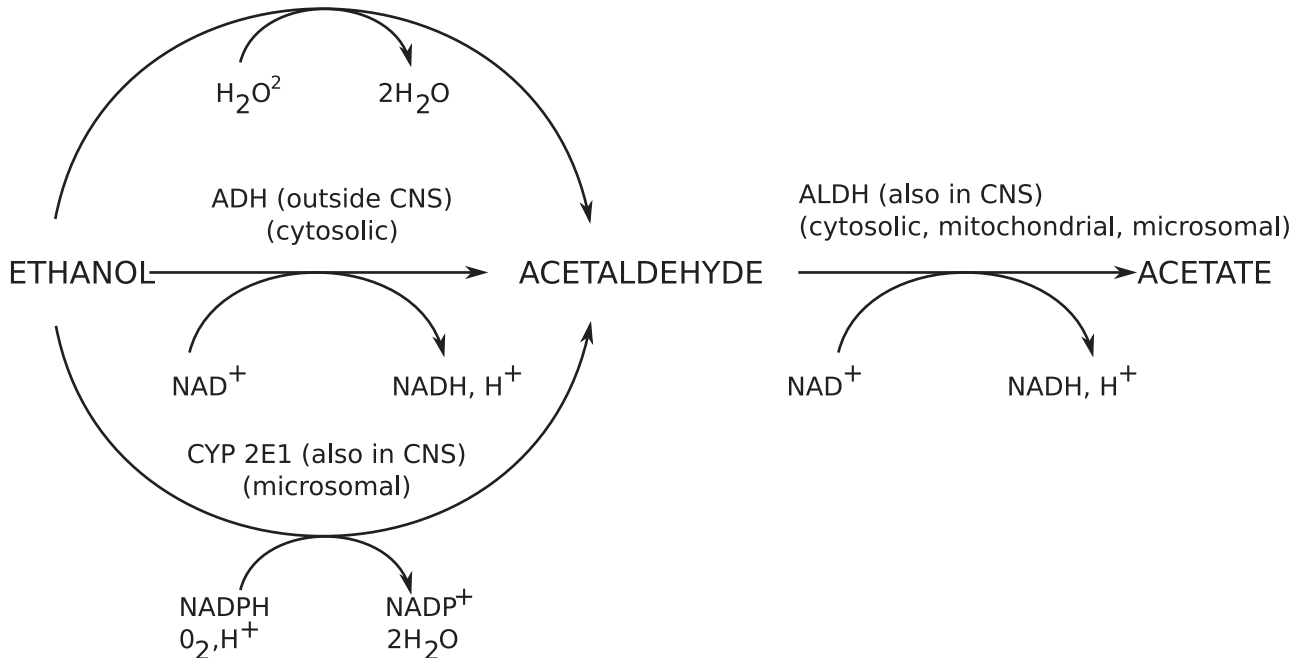 H₂O²
2H₂O
ADH (outside CNS)
(cytosolic)
ALDH (also in CNS)
(cytosolic, mitochondrial, microsomal)
ETHANOL
ACETALDEHYDE
ACETATE
NAD⁺
NADH, H⁺
NAD⁺
NADH, H⁺
CYP 2E1 (also in CNS)
(microsomal)
NADPH
0₂,H⁺
NADP⁺
2H₂O